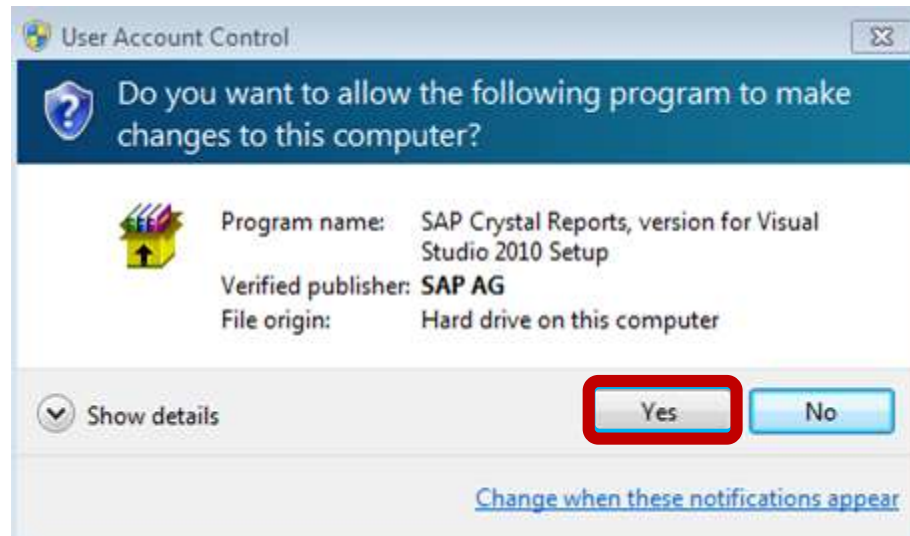 User Account Control
Do you want to allow the following program to make
changes to this computer?
Program name: SAP Crystal Reports, version for Visual
Studio 2010 Setup
Verified publisher: SAP AG
File origin: Hard drive on this computer
Show details Yes No
Change when these notifications appear